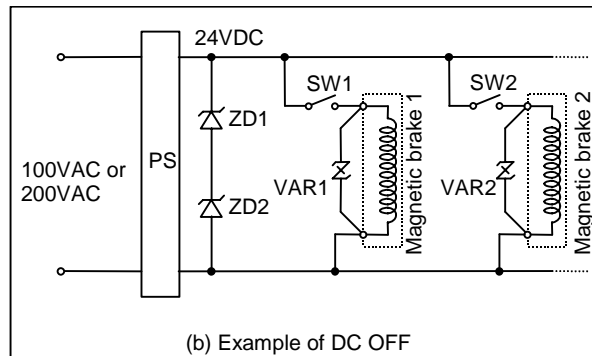 24VDC
SW1
SW2
ZD1
PS
100VAC or
200VAC
VAR1
VAR2
ZD2
Magnetic brake 1
Magnetic brake 2
(b) Example of DC OFF